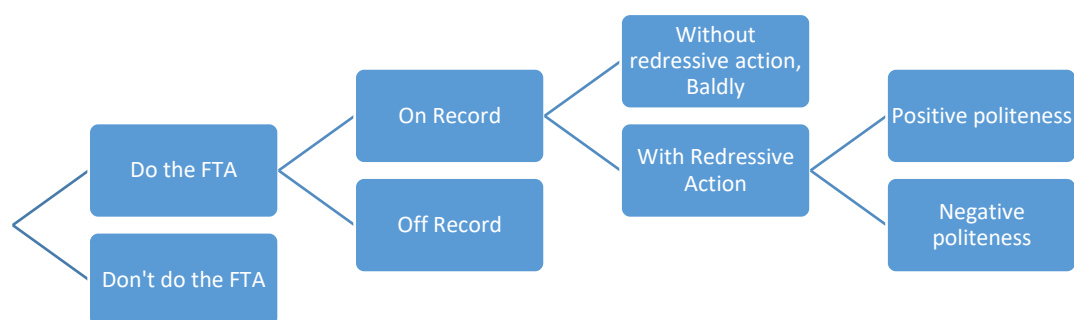 Do the FTA
Don't do the FTA
On Record
Off Record
Without
redressive action,
Baldly
With Redressive
Action
Positive politeness
Negative
politeness